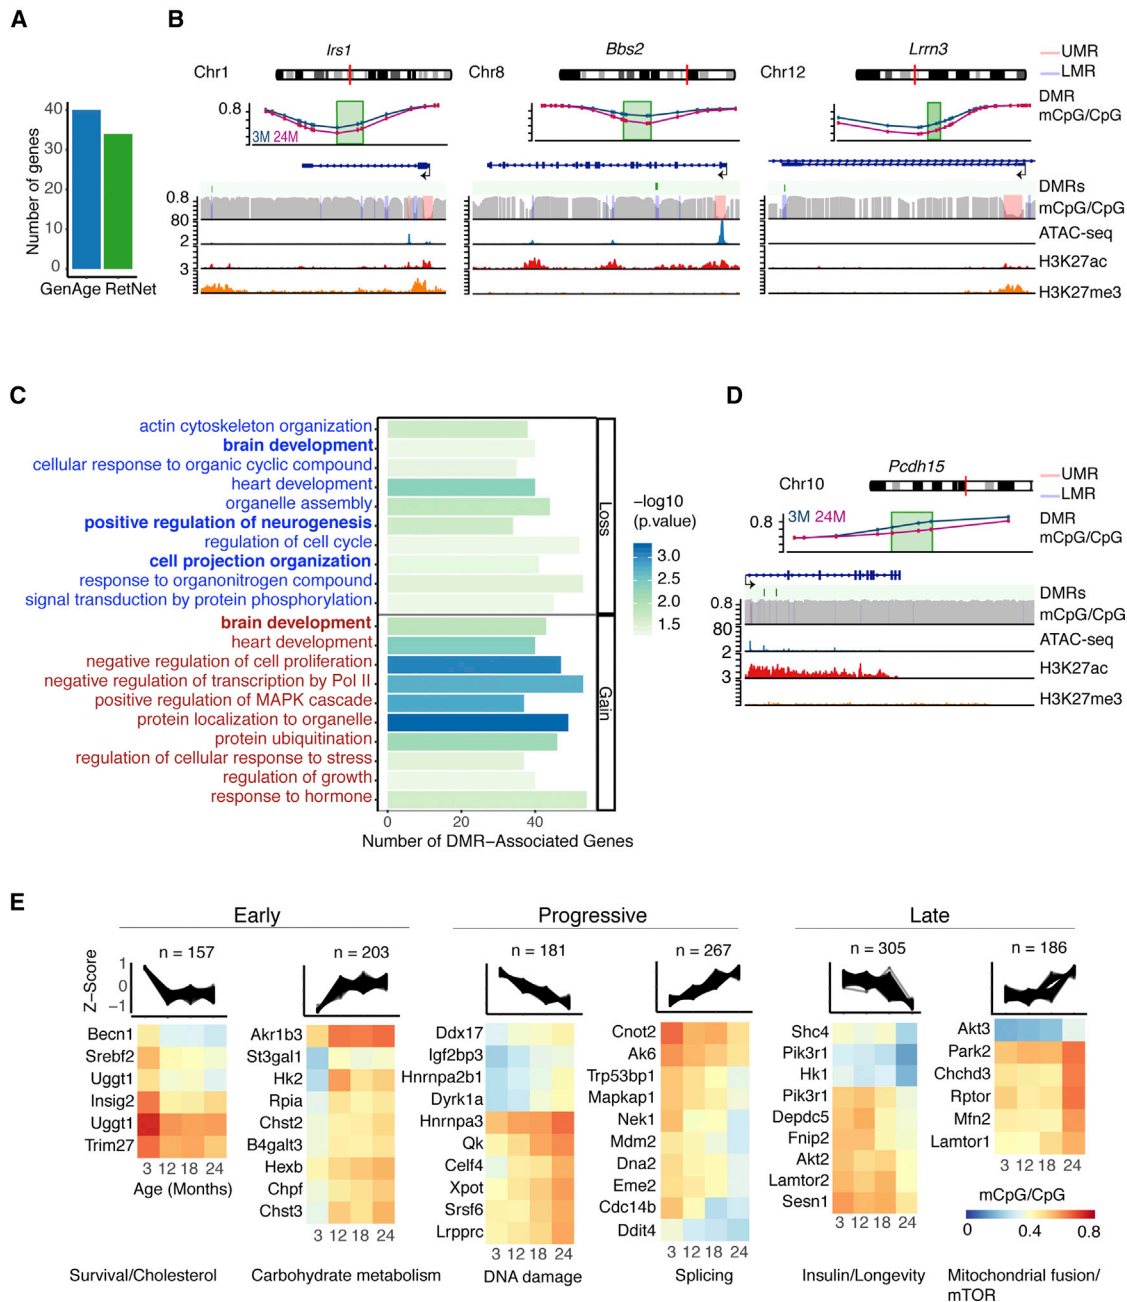 A
Number of genes
40
30
20
10
0
GenAge RetNet
B
Irs1
Bbs2
Lrrn3
Chr1
Chr8
Chr12
UMR
LMR
0.8
3M 24M
DMR
mCpG/CpG
DMRs
0.8
mCpG/CpG
80
ATAC-seq
2
H3K27ac
3
H3K27me3
C
actin cytoskeleton organization
brain development
cellular response to organic cyclic compound
heart development
organelle assembly
positive regulation of neurogenesis
regulation of cell cycle
cell projection organization
response to organonitrogen compound
signal transduction by protein phosphorylation
Loss
brain development
heart development
negative regulation of cell proliferation
negative regulation of transcription by Pol II
positive regulation of MAPK cascade
protein localization to organelle
protein ubiquitination
regulation of cellular response to stress
regulation of growth
response to hormone
Gain
0 20 40
Number of DMR−Associated Genes
−log10
(p.value)
3.0
2.5
2.0
1.5
D
Pcdh15
Chr10
UMR
LMR
0.8
3M 24M
DMR
mCpG/CpG
DMRs
0.8
mCpG/CpG
80
ATAC-seq
2
H3K27ac
3
H3K27me3
E
Early
Progressive
Late
Z−Score
1
0
−1
n = 157
Becn1
Srebf2
Uggt1
Insig2
Uggt1
Trim27
3 12 18 24
Age (Months)
Survival/Cholesterol
n = 203
Akr1b3
St3gal1
Hk2
Rpia
Chst2
B4galt3
Hexb
Chpf
Chst3
3 12 18 24
Carbohydrate metabolism
n = 181
Ddx17
Igf2bp3
Hnrnpa2b1
Dyrk1a
Hnrnpa3
Qk
Celf4
Xpot
Srsf6
Lrpprc
3 12 18 24
DNA damage
n = 267
Cnot2
Ak6
Trp53bp1
Mapkap1
Nek1
Mdm2
Dna2
Eme2
Cdc14b
Ddit4
3 12 18 24
Splicing
n = 305
Shc4
Pik3r1
Hk1
Pik3r1
Depdc5
Fnip2
Akt2
Lamtor2
Sesn1
3 12 18 24
Insulin/Longevity
n = 186
Akt3
Park2
Chchd3
Rptor
Mfn2
Lamtor1
3 12 18 24
mCpG/CpG
0 0.4 0.8
Mitochondrial fusion/
mTOR